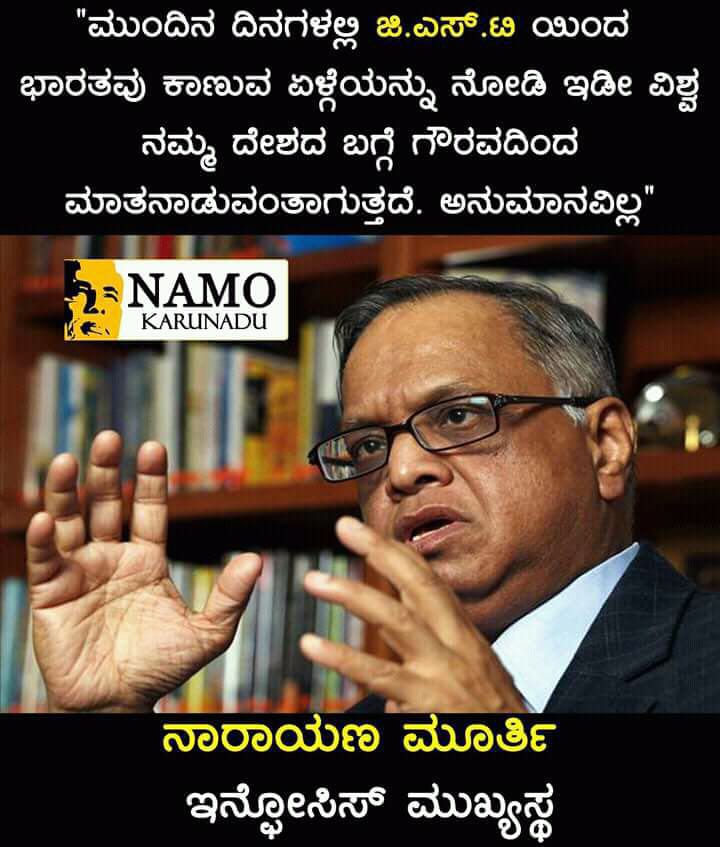 "ಮುಂದಿನ ದಿನಗಳಲ್ಲಿ ಜಿ.ಎಸ್.ಟಿ ಯಿಂದ
ಭಾರತವು ಕಾಣುವ ಏಳ್ಗೆಯನ್ನು ನೋಡಿ ಇಡೀ ವಿಶ್ವ
ನಮ್ಮ ದೇಶದ ಬಗ್ಗೆ ಗೌರವದಿಂದ
ಮಾತನಾಡುವಂತಾಗುತ್ತದೆ. ಅನುಮಾನವಿಲ್ಲ"
NAMO
KARUNADU
ನಾರಾಯಣ ಮೂರ್ತಿ
ಇನ್ಫೋಸಿಸ್ ಮುಖ್ಯಸ್ಥ